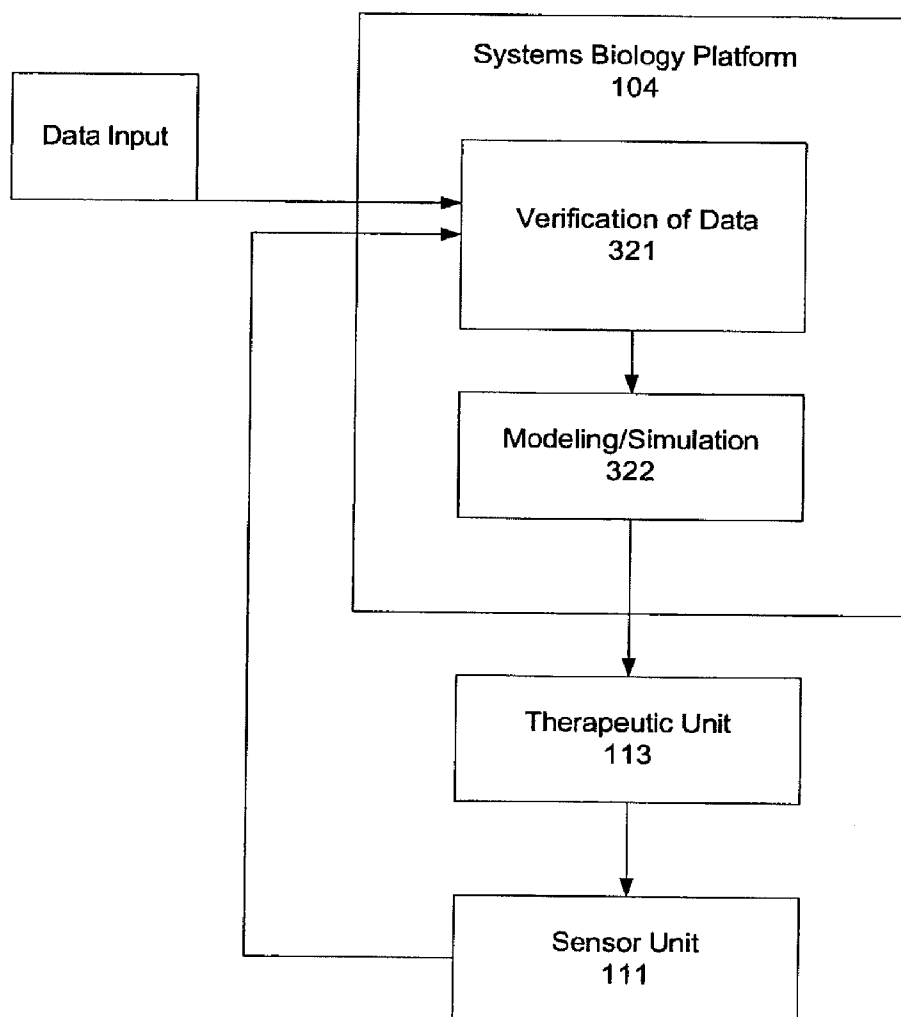 Systems Biology Platform
104
Data Input
Verification of Data
321
Modeling/Simulation
322
Therapeutic Unit
113
Sensor Unit
111